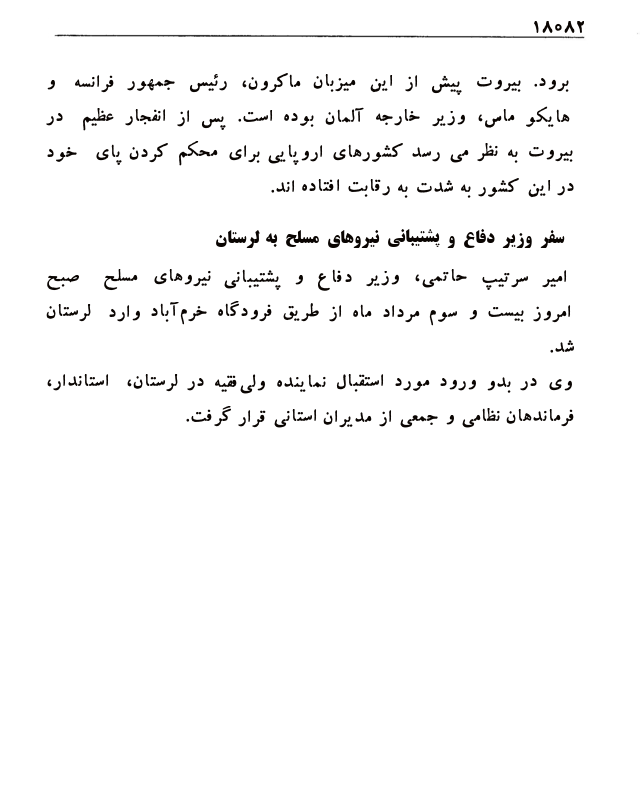 ۱۸۰۸۲
برود. بیروت پیش از این میزبان ماکرون، رئیس جمهور فرانسه و
هایکو ماس، وزیر خارجه آلمان بوده است. پس از انفجار عظیم در
بیروت به نظر می رسد کشورهای اروپایی برای محکم کردن پای خود
در این کشور به شدت به رقابت افتاده اند.
سفر وزیر دفاع و پشتیبانی نیروهای مسلح به لرستان
امیر سرتیپ حاتمی، وزیر دفاع و پشتیبانی نیروهای مسلح صبح
امروز بیست و سوم مرداد ماه از طریق فرودگاه خرم‌آباد وارد لرستان
شد.
وی در بدو ورود مورد استقبال نماینده ولی‌فقیه در لرستان، استاندار،
فرماندهان نظامی و جمعی از مدیران استانی قرار گرفت.